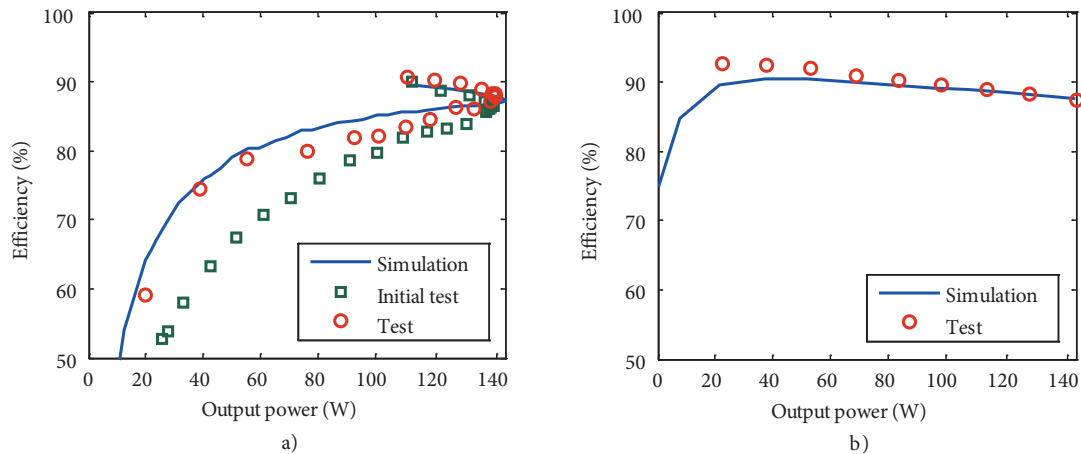 100
90
80
70
60
50
Efficiency (%)
0 20 40 60 80 100 120 140
Output power (W)
Simulation
Initial test
Test
a)
100
90
80
70
60
50
Efficiency (%)
0 20 40 60 80 100 120 140
Output power (W)
Simulation
Test
b)